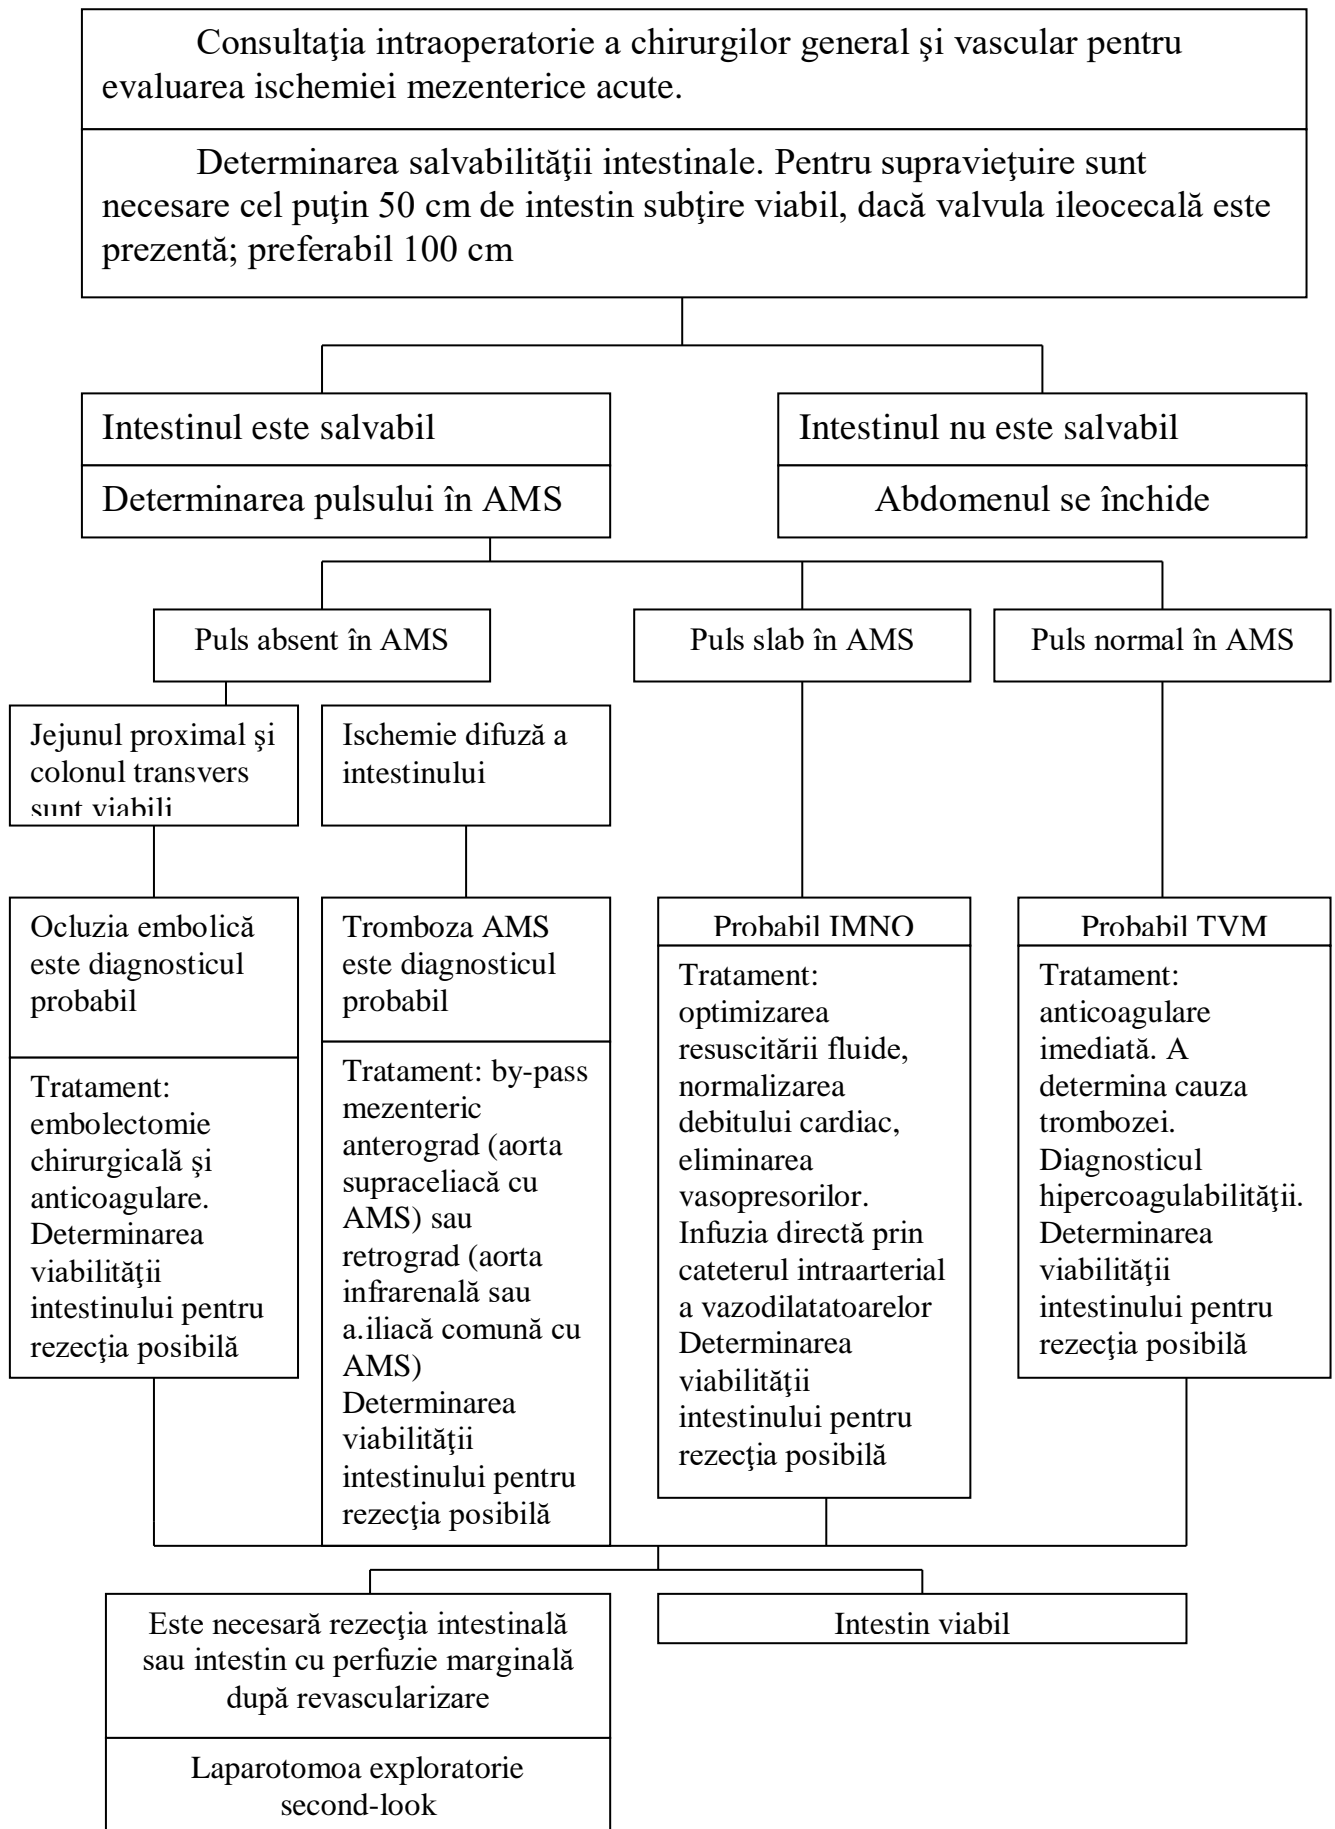 Consultaţia intraoperatorie a chirurgilor general şi vascular pentru
evaluarea ischemiei mezenterice acute.
Determinarea salvabilităţii intestinale. Pentru supravieţuire sunt
necesare cel puţin 50 cm de intestin subţire viabil, dacă valvula ileocecală este
prezentă; preferabil 100 cm
Intestinul este salvabil
Determinarea pulsului în AMS
Intestinul nu este salvabil
Abdomenul se închide
Puls absent în AMS
Puls slab în AMS
Puls normal în AMS
Jejunul proximal şi
colonul transvers
sunt viabili
Ischemie difuză a
intestinului
Ocluzia embolică
este diagnosticul
probabil
Tratament:
embolectomie
chirurgicală şi
anticoagulare.
Determinarea
viabilităţii
intestinului pentru
rezecţia posibilă
Tromboza AMS
este diagnosticul
probabil
Tratament: by-pass
mezenteric
anterograd (aorta
supraceliacă cu
AMS) sau
retrograd (aorta
infrarenală sau
a.iliacă comună cu
AMS)
Determinarea
viabilităţii
intestinului pentru
rezecţia posibilă
Probabil IMNO
Tratament:
optimizarea
resuscitării fluide,
normalizarea
debitului cardiac,
eliminarea
vasopresorilor.
Infuzia directă prin
cateterul intraarterial
a vazodilatatoarelor
Determinarea
viabilităţii
intestinului pentru
rezecţia posibilă
Probabil TVM
Tratament:
anticoagulare
imediată. A
determina cauza
trombozei.
Diagnosticul
hipercoagulabilităţii.
Determinarea
viabilităţii
intestinului pentru
rezecţia posibilă
Este necesară rezecţia intestinală
sau intestin cu perfuzie marginală
după revascularizare
Laparotomoa exploratorie
second-look
Intestin viabil